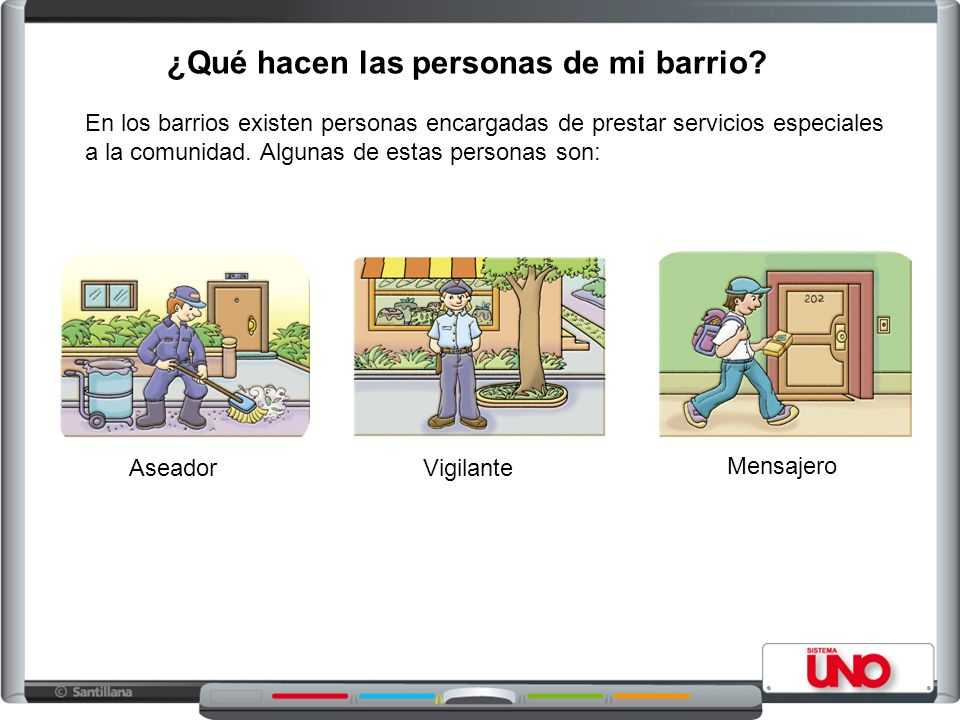 ¿Qué hacen las personas de mi barrio?
En los barrios existen personas encargadas de prestar servicios especiales
a la comunidad. Algunas de estas personas son:
202
Aseador
Vigilante
Mensajero
SISTEMA
UNO
© Santillana